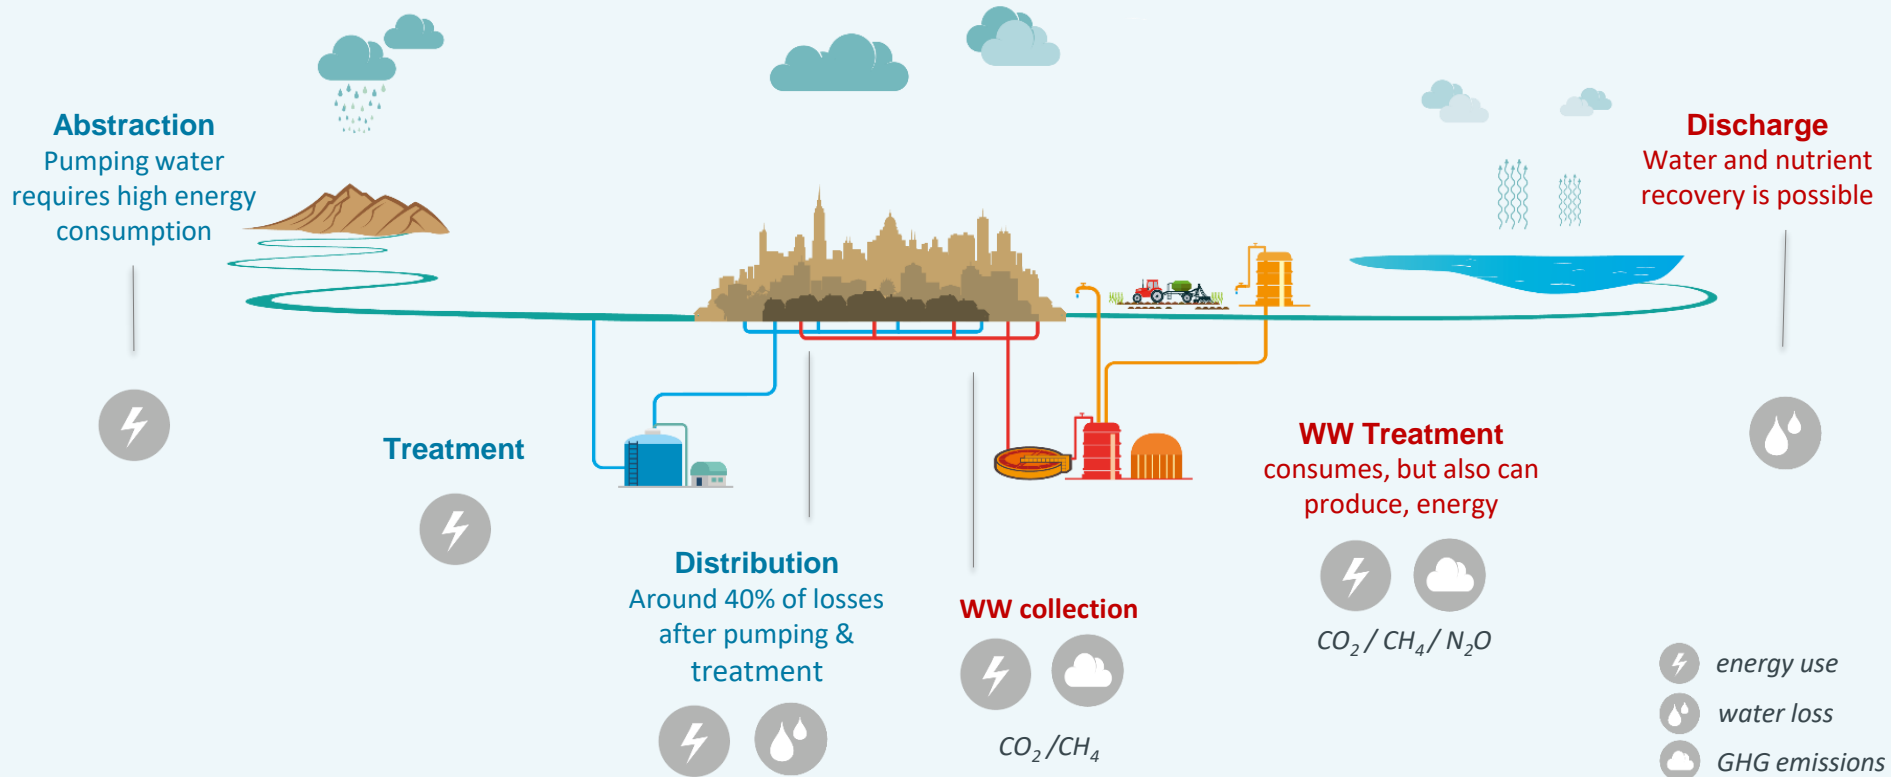 Abstraction
Pumping water
requires high energy
consumption
Treatment
Distribution
Around 40% of losses
after pumping &
treatment
WW collection
CO₂ /CH₄
WW Treatment
consumes, but also can
produce, energy
CO₂ / CH₄ / N₂O
Discharge
Water and nutrient
recovery is possible
energy use
water loss
GHG emissions